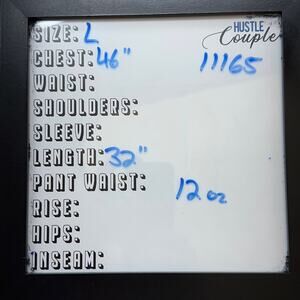 SIZE: L
HUSTLE
Couple
CHEST: 46"
11165
WAIST:
SHOULDERS:
SLEEVE:
LENGTH: 32"
PANT WAIST:
12 oz
RISE:
HIPS:
INSEAM: